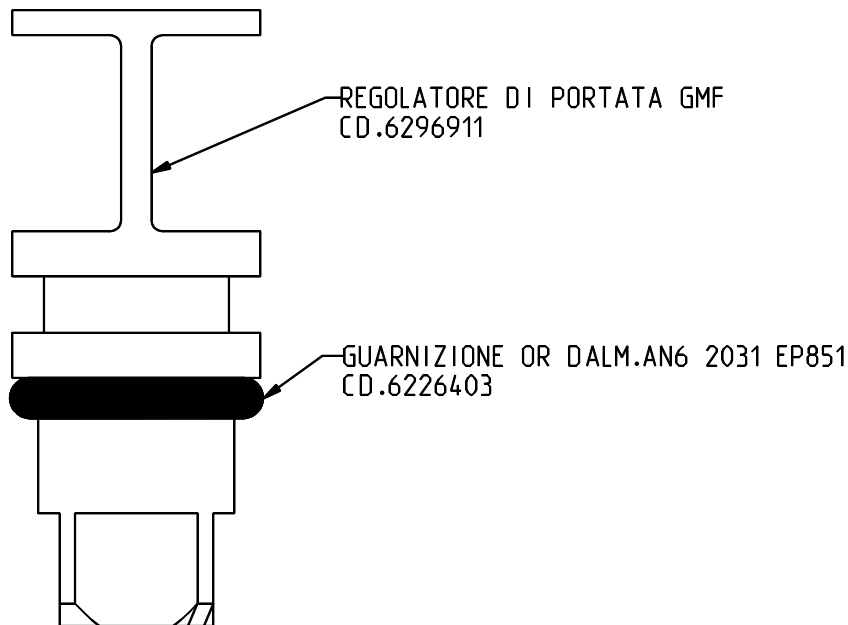 REGOLATORE DI PORTATA GMF
CD.6296911
GUARNIZIONE OR DALM.AN6 2031 EP851
CD.6226403